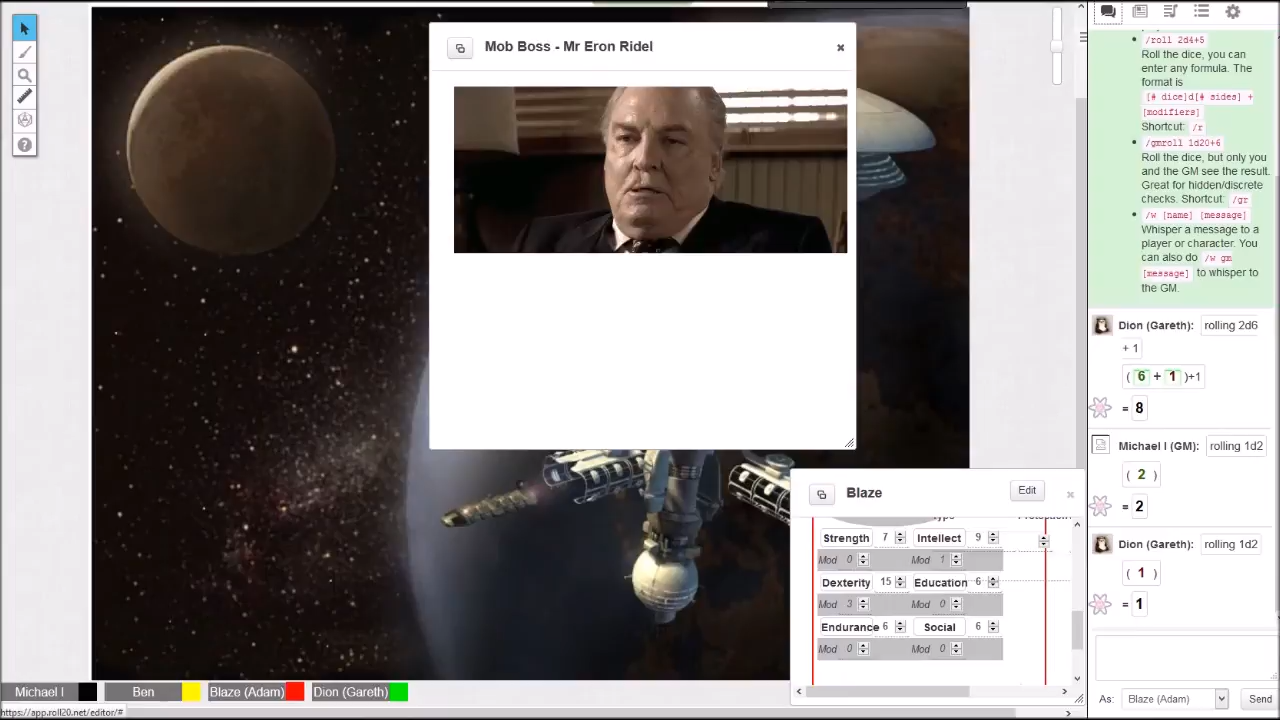 Mob Boss - Mr Eron Ridel
×
/roll 2d4+5
Roll the dice, you can
enter any formula. The
format is
[# dice]d[# sides] +
[modifiers]
Shortcut: /r
/gmroll 1d20+6
Roll the dice, but only you
and the GM see the result.
Great for hidden/discrete
checks. Shortcut: /gr
/w [name] [message]
Whisper a message to a
player or character. You
can also do /w gm
[message] to whisper to
the GM.
Dion (Gareth): rolling 2d6
+ 1
( 6 + 1 )+1
= 8
Michael I (GM): rolling 1d2
( 2 )
= 2
Dion (Gareth): rolling 1d2
( 1 )
= 1
As: Blaze (Adam) Send
Blaze Edit ×
Strength 7 Intellect 9
Mod 0 Mod 1
Dexterity 15 Education 6
Mod 3 Mod 0
Endurance 6 Social 6
Mod 0 Mod 0
Michael I Ben Blaze (Adam) Dion (Gareth)
https://app.roll20.net/editor/#